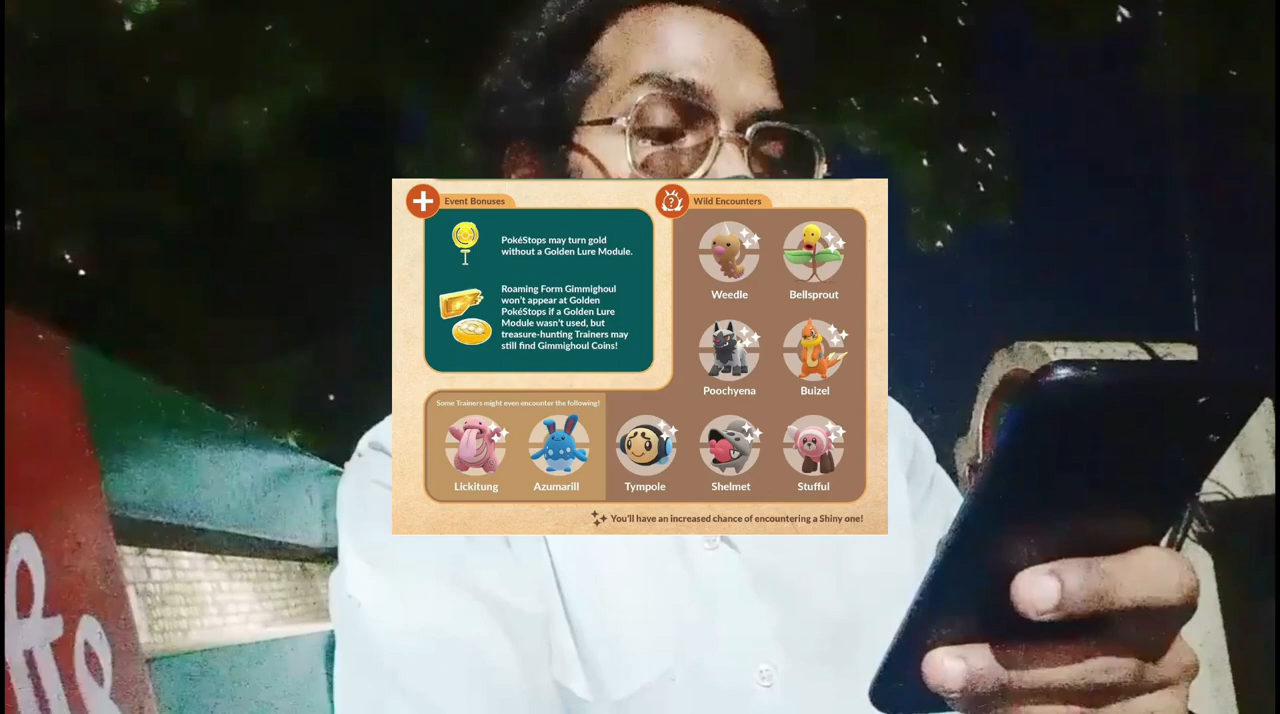 Event Bonuses
PokéStops may turn gold
without a Golden Lure Module.
Roaming Form Gimmighoul
won't appear at Golden
PokéStops if a Golden Lure
Module wasn't used, but
treasure-hunting Trainers may
still find Gimmighoul Coins!
Wild Encounters
?
Weedle
Bellsprout
Poochyena
Buizel
Some Trainers might even encounter the following!
Lickitung
Azumarill
Tympole
Shelmet
Stufful
You'll have an increased chance of encountering a Shiny one!